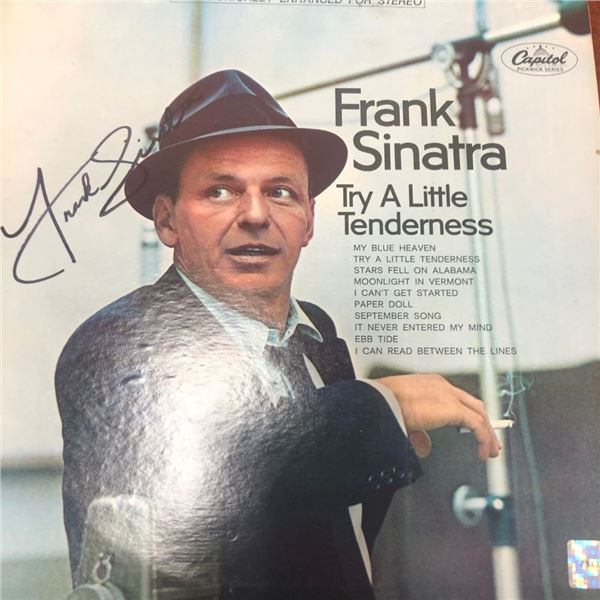 ENHANCED FOR STEREO
Capitol
PICKWICK SERIES
Frank
Sinatra
Frank Sinatra
Try A Little
Tenderness
MY BLUE HEAVEN
TRY A LITTLE TENDERNESS
STARS FELL ON ALABAMA
MOONLIGHT IN VERMONT
I CAN'T GET STARTED
PAPER DOLL
SEPTEMBER SONG
IT NEVER ENTERED MY MIND
EBB TIDE
I CAN READ BETWEEN THE LINES